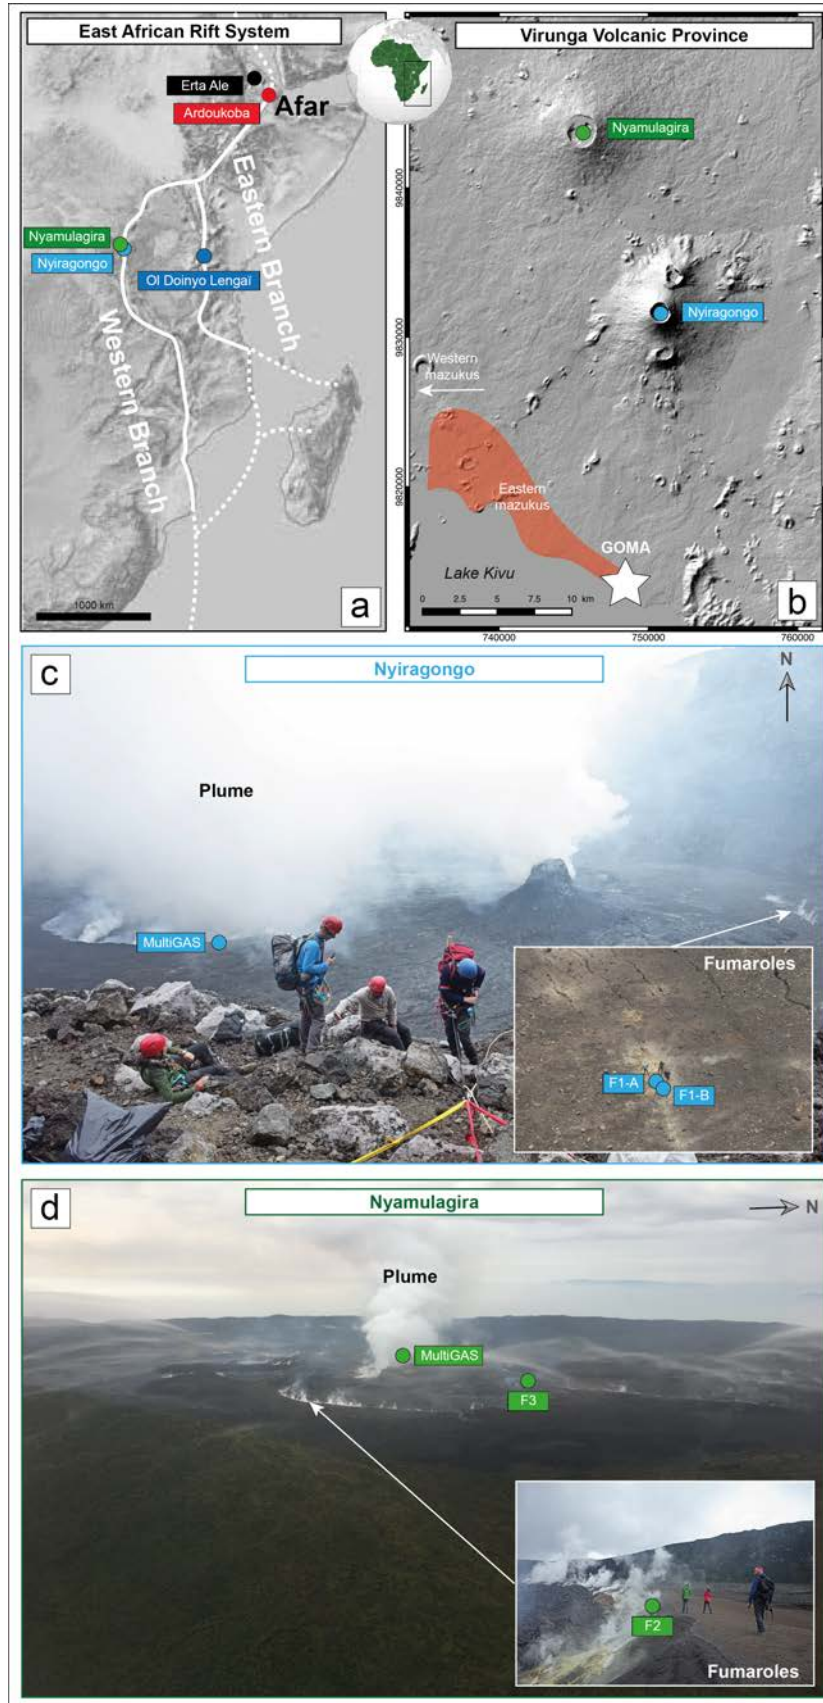 East African Rift System
Erta Ale
Ardoukoba
Afar
Nyamulagira
Nyiragongo
Ol Doinyo Lengaï
Eastern Branch
Western Branch
1000 km
a
Virunga Volcanic Province
Nyamulagira
Nyiragongo
9840000
9830000
9820000
Western
mazukus
Eastern
mazukus
GOMA
Lake Kivu
0 2.5 5 7.5 10 km
b
740000 750000 760000
c
Nyiragongo
N
Plume
MultiGAS
Fumaroles
F1-A
F1-B
d
Nyamulagira
N
Plume
MultiGAS
F3
F2
Fumaroles